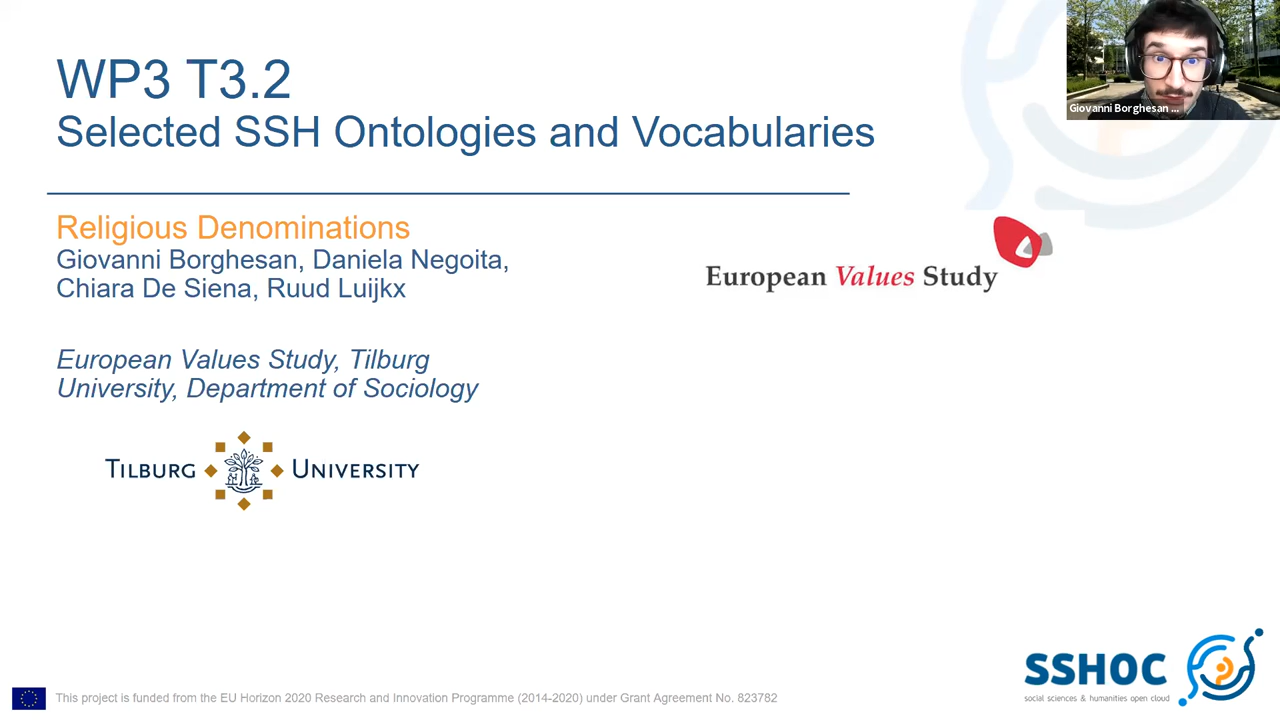 WP3 T3.2
Selected SSH Ontologies and Vocabularies
Giovanni Borghesan ...
Religious Denominations
Giovanni Borghesan, Daniela Negoita,
Chiara De Siena, Ruud Luijkx
European Values Study
European Values Study, Tilburg
University, Department of Sociology
TILBURG UNIVERSITY
SSHOC
social sciences & humanities open cloud
This project is funded from the EU Horizon 2020 Research and Innovation Programme (2014-2020) under Grant Agreement No. 823782